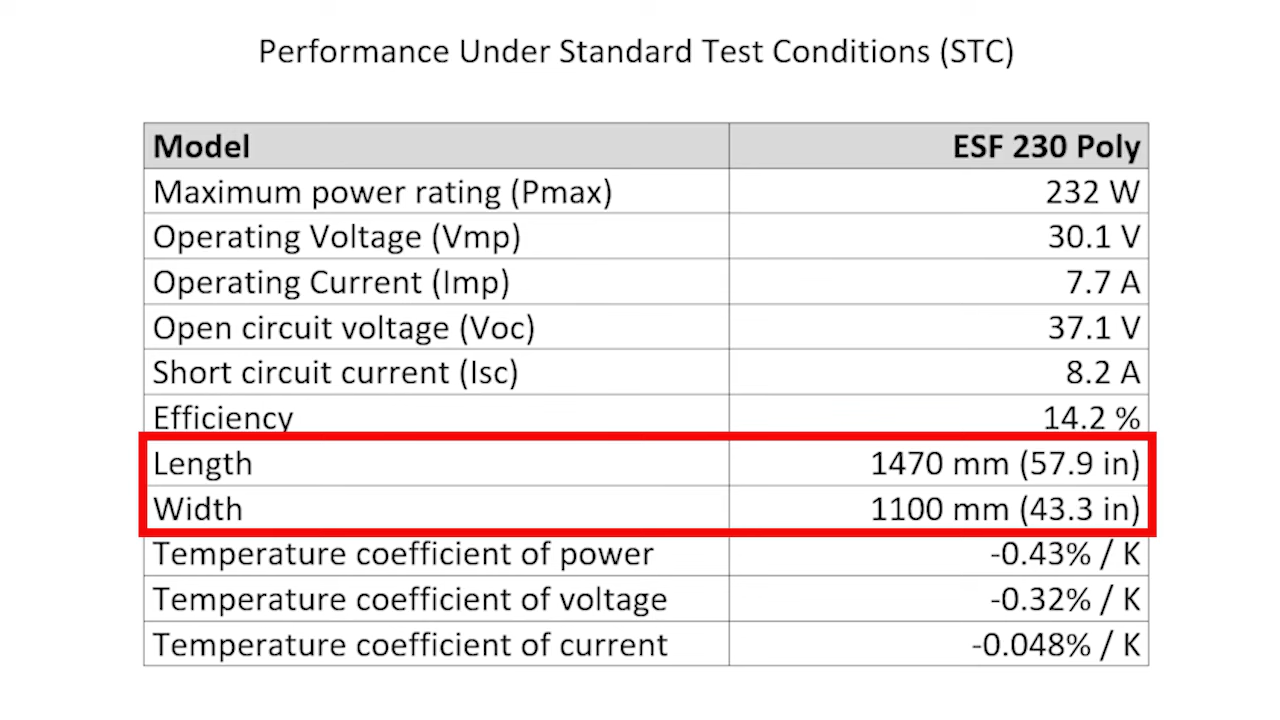 Performance Under Standard Test Conditions (STC)
Model ESF 230 Poly
Maximum power rating (Pmax) 232 W
Operating Voltage (Vmp) 30.1 V
Operating Current (Imp) 7.7 A
Open circuit voltage (Voc) 37.1 V
Short circuit current (Isc) 8.2 A
Efficiency 14.2 %
Length 1470 mm (57.9 in)
Width 1100 mm (43.3 in)
Temperature coefficient of power -0.43% / K
Temperature coefficient of voltage -0.32% / K
Temperature coefficient of current -0.048% / K